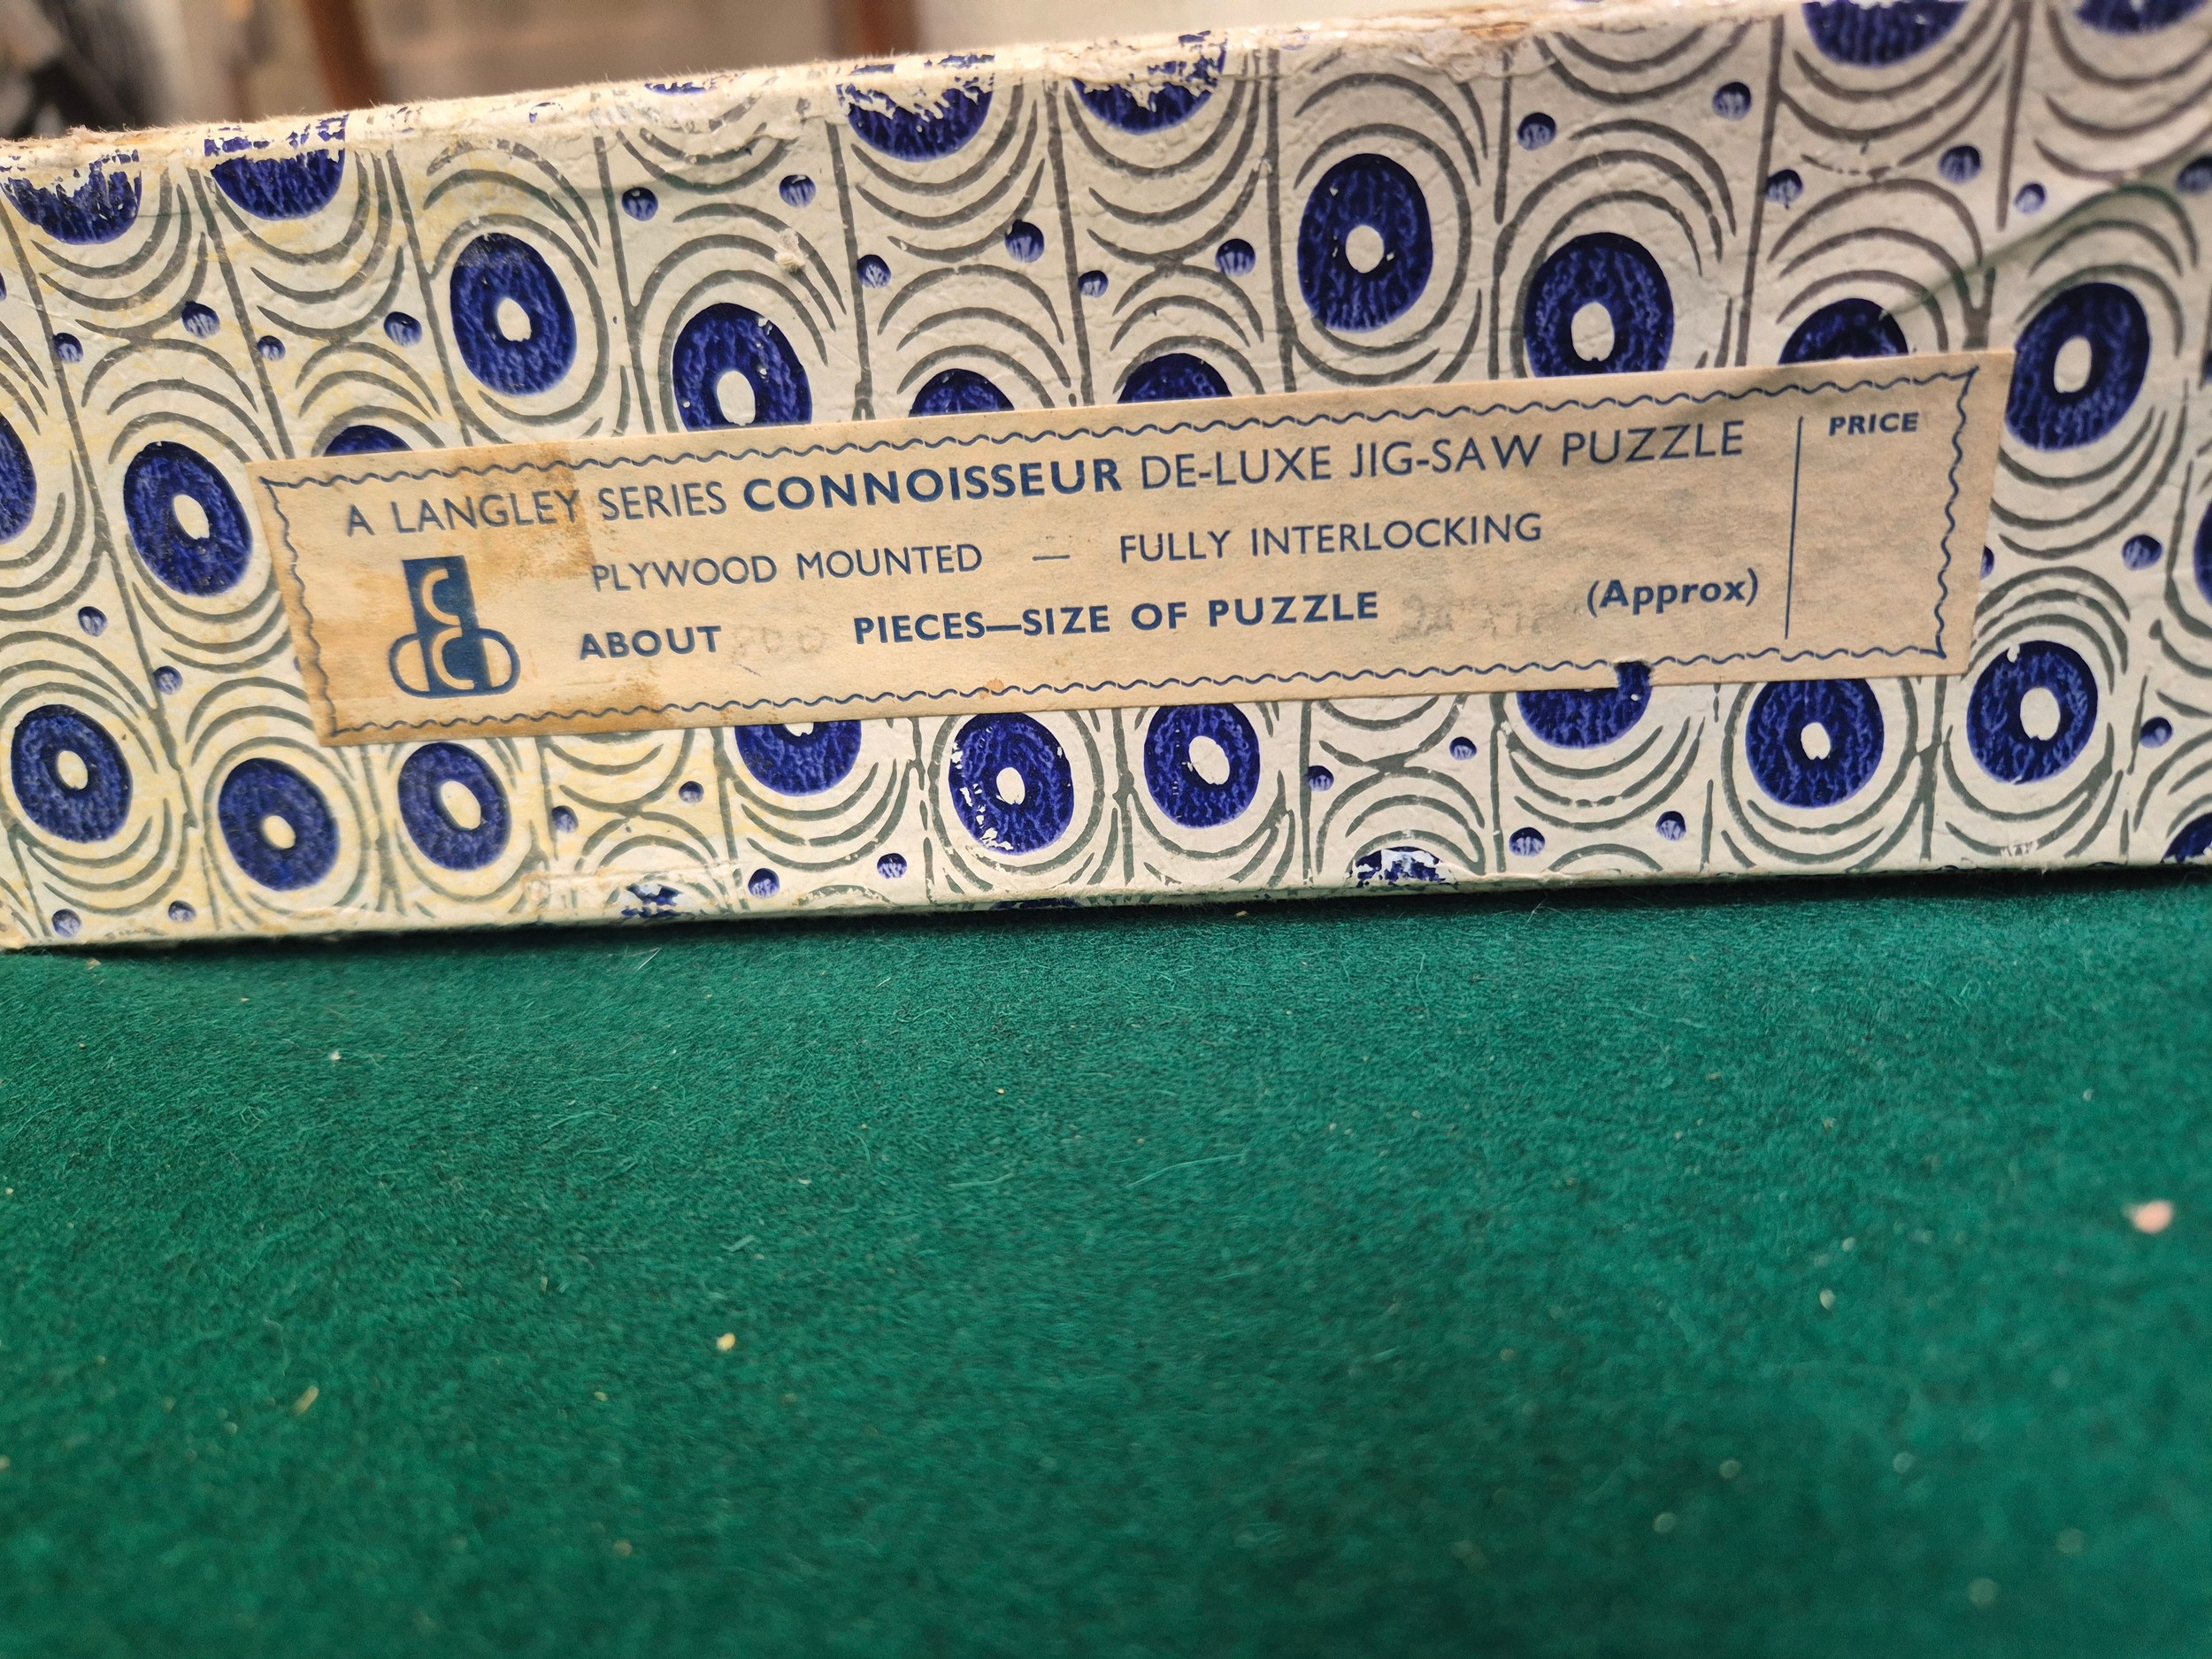 A LANGLEY SERIES CONNOISSEUR DE-LUXE JIG-SAW PUZZLE
PLYWOOD MOUNTED — FULLY INTERLOCKING
ABOUT PIECES—SIZE OF PUZZLE (Approx)
PRICE